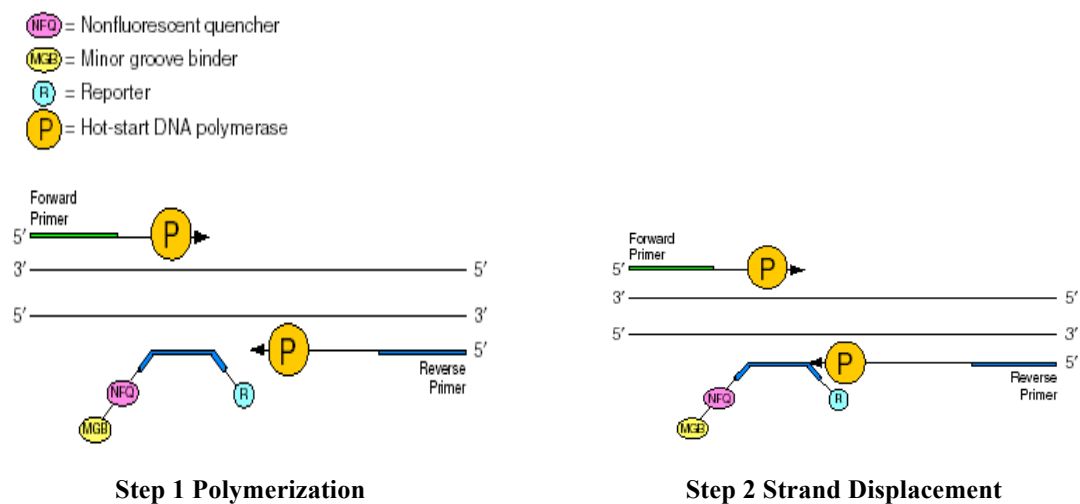 NFQ = Nonfluorescent quencher
MGB = Minor groove binder
R = Reporter
P = Hot-start DNA polymerase
Forward
Primer
5′ P
3′ 5′
5′ 3′
P 5′
Reverse
Primer
NFQ R
MGB
Step 1 Polymerization
Forward
Primer
5′ P
3′ 5′
5′ 3′
P 5′
Reverse
Primer
NFQ R
MGB
Step 2 Strand Displacement